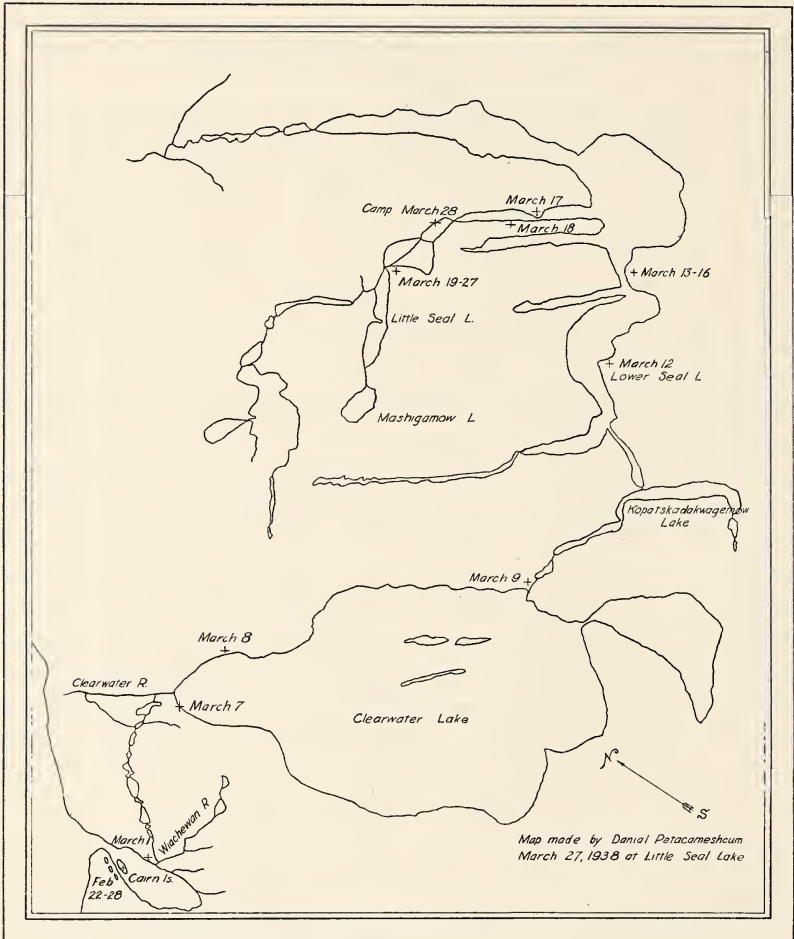 March 17
Camp March 28
March 18
March 13-16
March 19-27
Little Seal L.
March 12
Lower Seal L
Mashigamow L
Kopatskadakwagemow
Lake
March 9
March 8
Clearwater R.
March 7
Clearwater Lake
N
S
Wiachewan R
March 1
Cairn Is.
Feb
22-28
Map made by Danial Petacamesheum
March 27, 1938 at Little Seal Lake